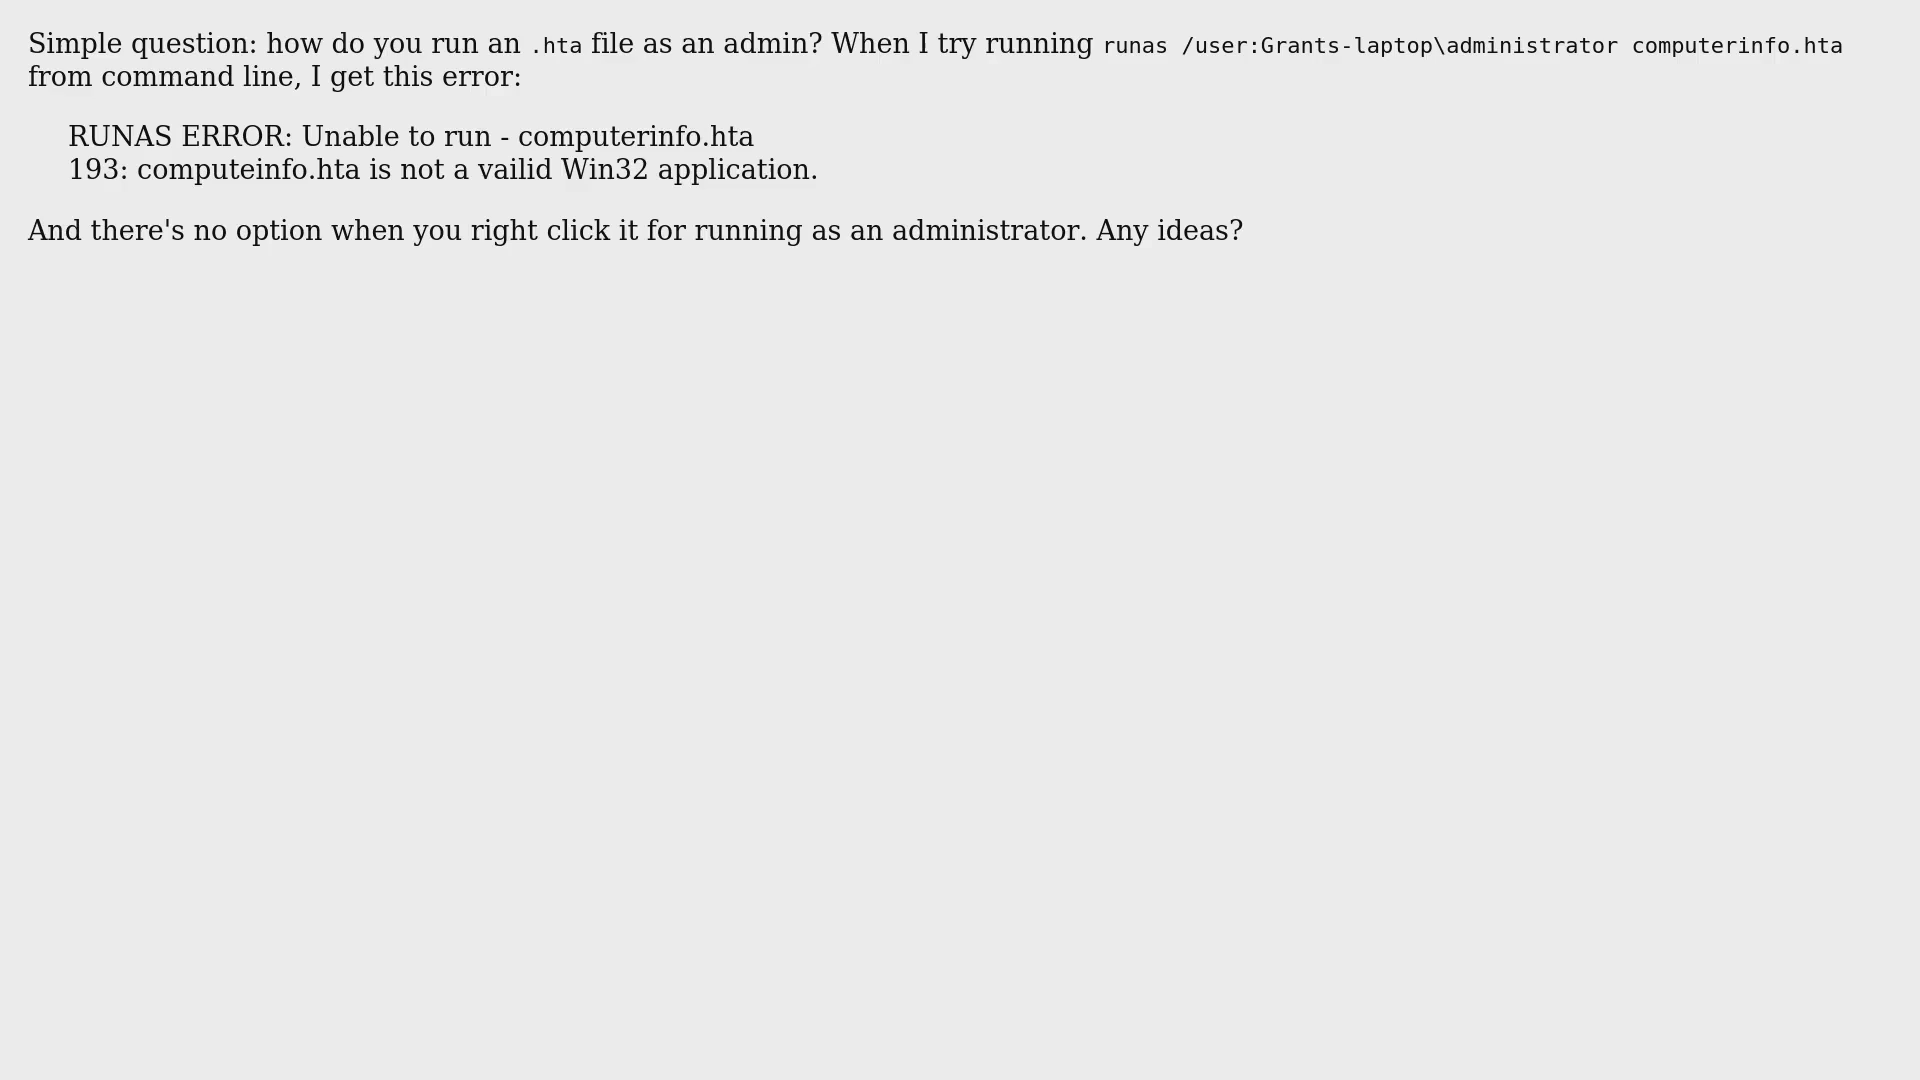 Simple question: how do you run an .hta file as an admin? When I try running runas /user:Grants-laptop\administrator computerinfo.hta
from command line, I get this error:
RUNAS ERROR: Unable to run - computerinfo.hta
193: computeinfo.hta is not a vailid Win32 application.
And there's no option when you right click it for running as an administrator. Any ideas?